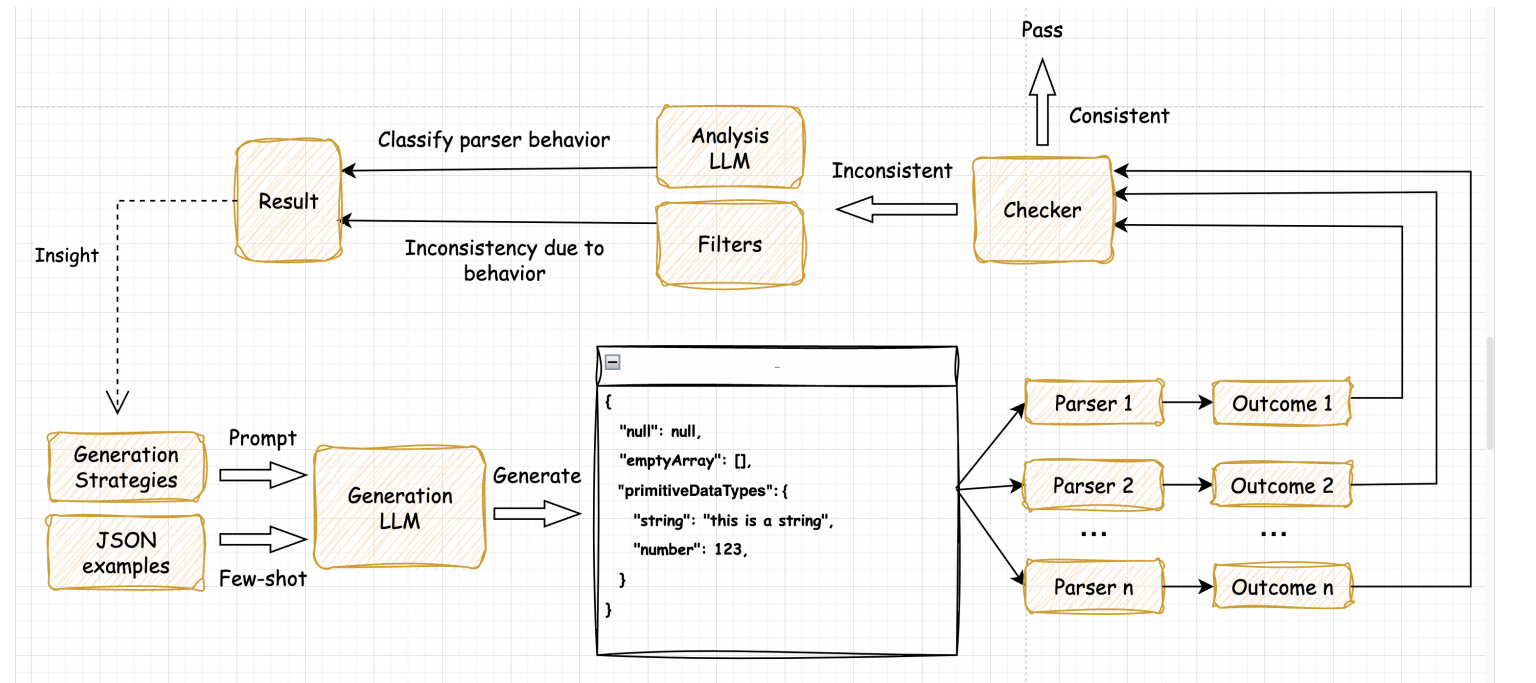 Pass
Consistent
Analysis
LLM
Classify parser behavior
Inconsistent
Result
Checker
Filters
Inconsistency due to
behavior
Insight
{
"null": null,
"emptyArray": [],
"primitiveDataTypes": {
"string": "this is a string",
"number": 123,
}
}
Generation
Strategies
Prompt
JSON
examples
Few-shot
Generation
LLM
Generate
Parser 1
Outcome 1
Parser 2
Outcome 2
...
...
Parser n
Outcome n